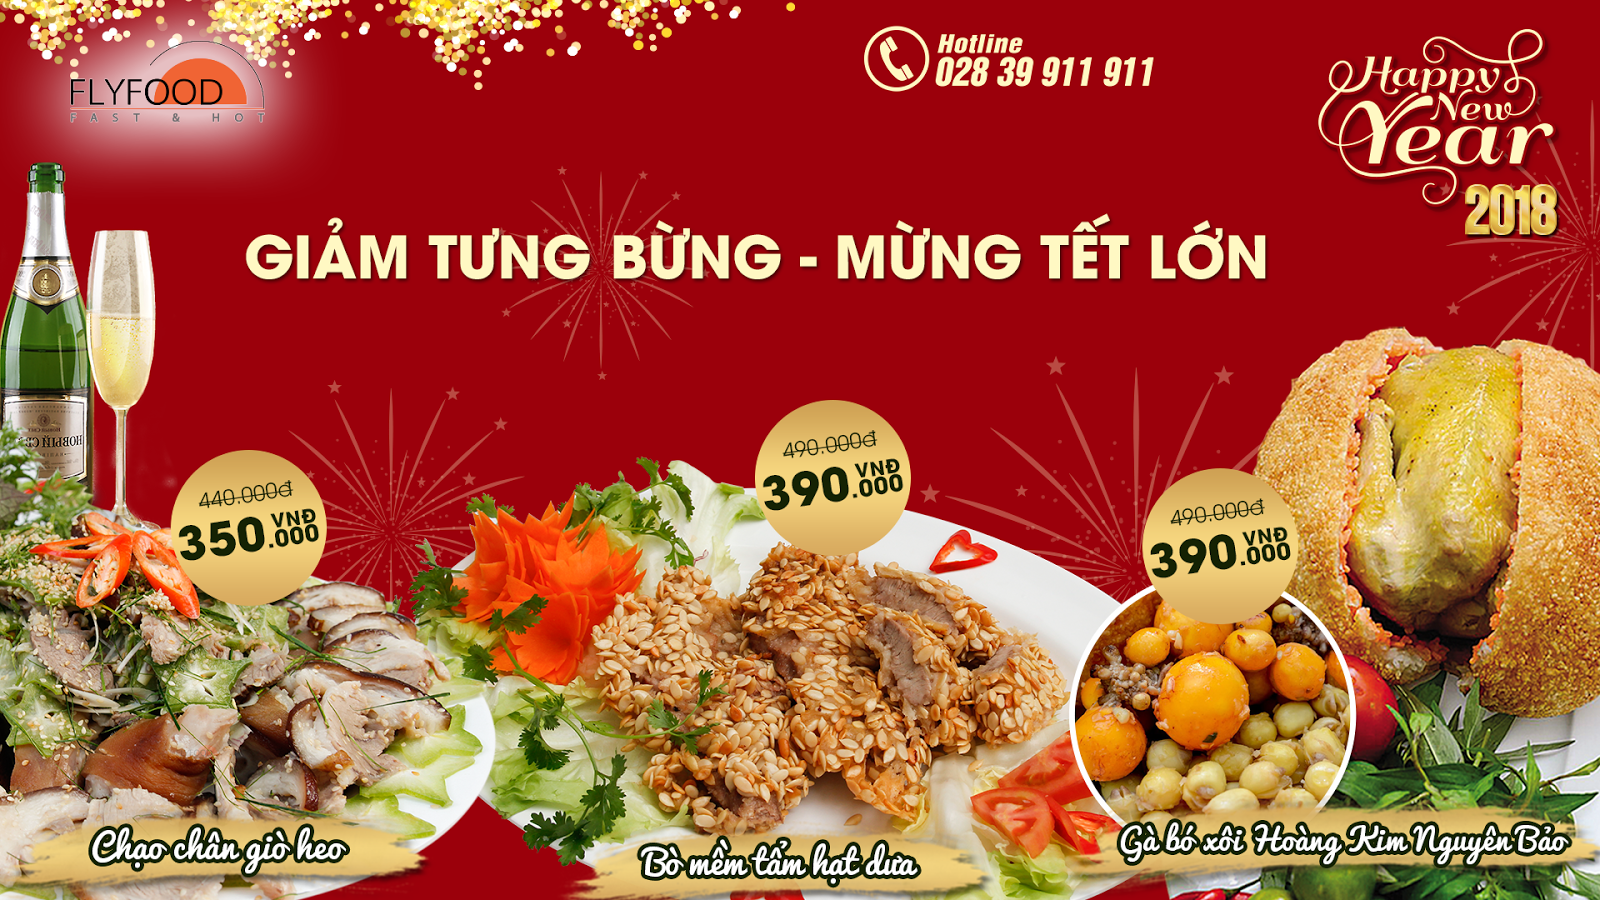 FLYFOOD
FAST & HOT
Hotline
028 39 911 911
Happy
New
Year
2018
GIẢM TƯNG BỪNG - MỪNG TẾT LỚN
440.000đ
350.000 VNĐ
490.000đ
390.000 VNĐ
490.000đ
390.000 VNĐ
Chạo chân giò heo
Bò mềm tẩm hạt dưa
Gà bó xôi Hoàng Kim Nguyên Bảo